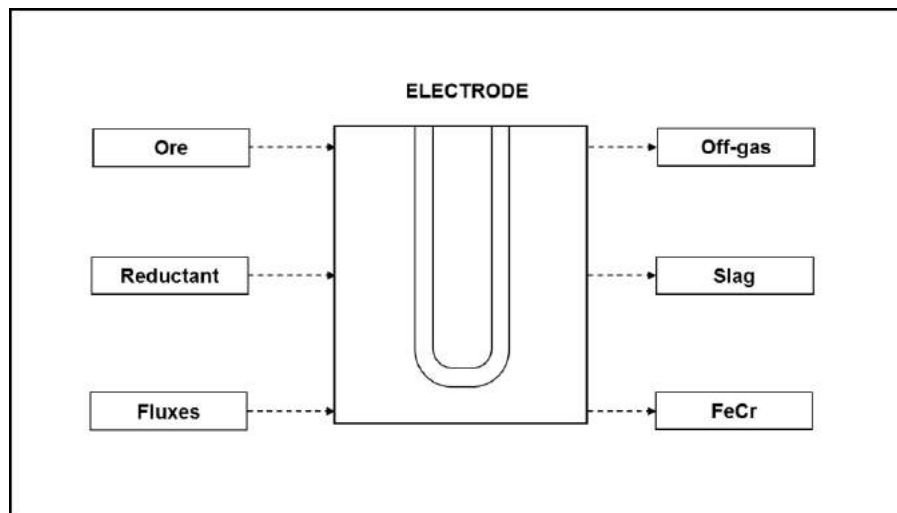 ELECTRODE
Ore
Off-gas
Reductant
Slag
Fluxes
FeCr